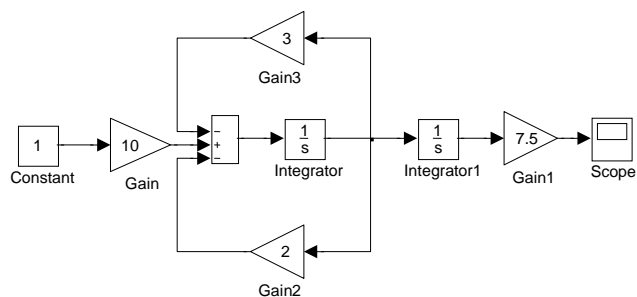 3
Gain3
−
+
−
1
Constant
10
Gain
1
s
Integrator
1
s
Integrator1
7.5
Gain1
Scope
2
Gain2